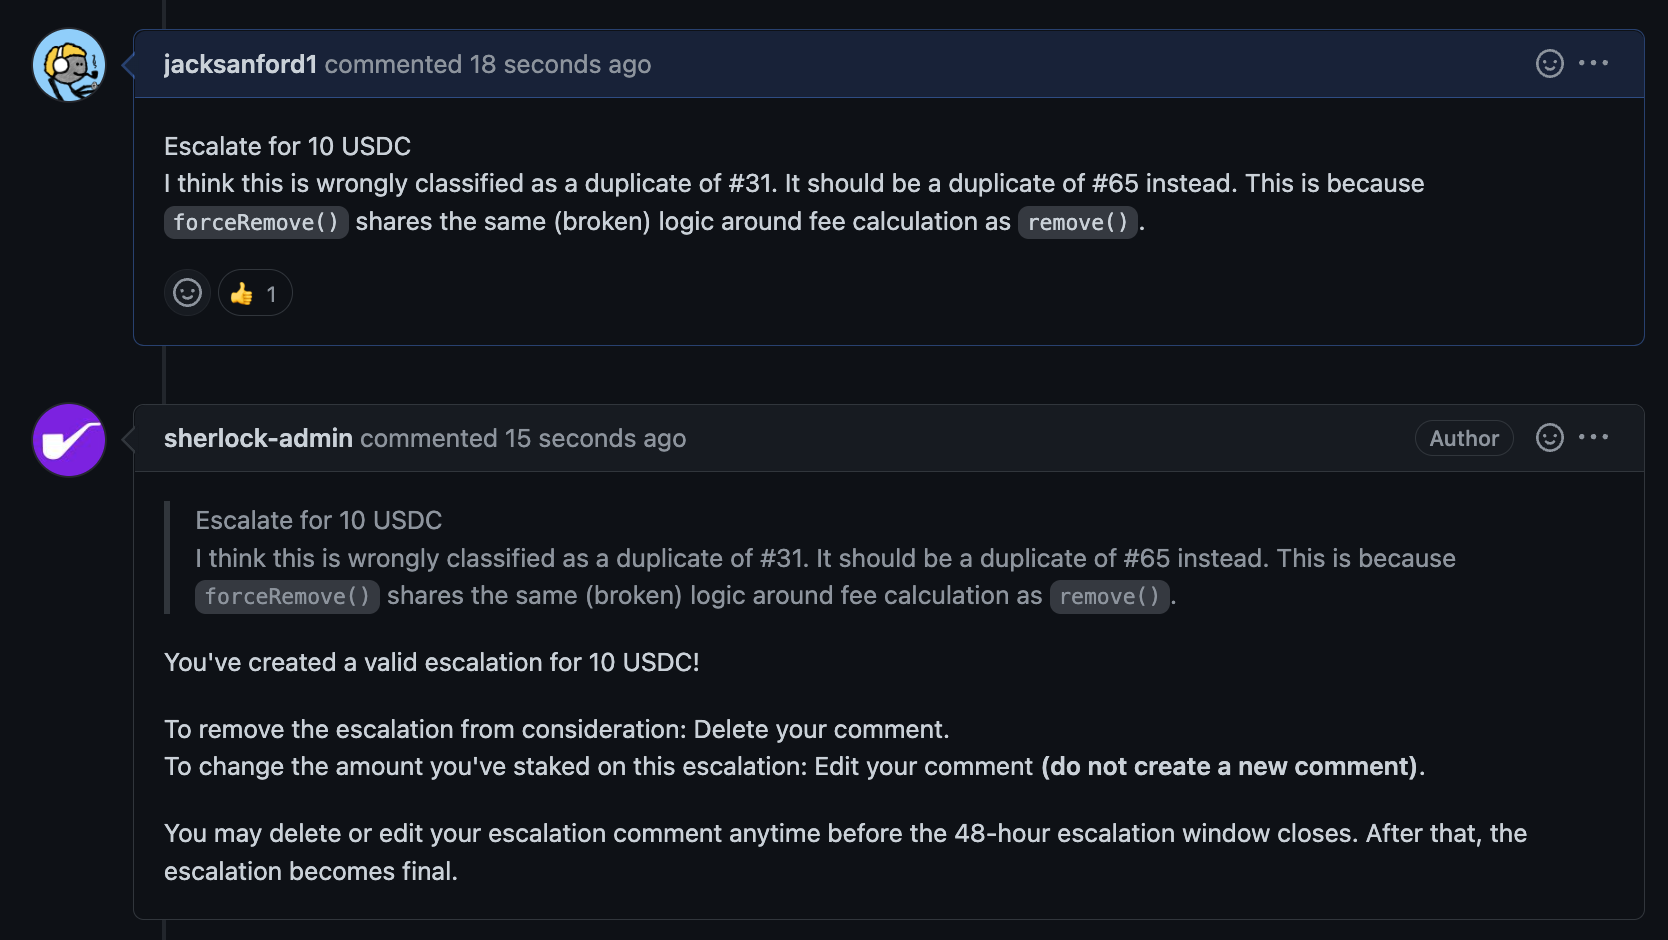 jacksanford1 commented 18 seconds ago
Escalate for 10 USDC
I think this is wrongly classified as a duplicate of #31. It should be a duplicate of #65 instead. This is because
forceRemove() shares the same (broken) logic around fee calculation as remove().
👍 1
sherlock-admin commented 15 seconds ago Author
Escalate for 10 USDC
I think this is wrongly classified as a duplicate of #31. It should be a duplicate of #65 instead. This is because
forceRemove() shares the same (broken) logic around fee calculation as remove().
You've created a valid escalation for 10 USDC!
To remove the escalation from consideration: Delete your comment.
To change the amount you've staked on this escalation: Edit your comment (do not create a new comment).
You may delete or edit your escalation comment anytime before the 48-hour escalation window closes. After that, the
escalation becomes final.